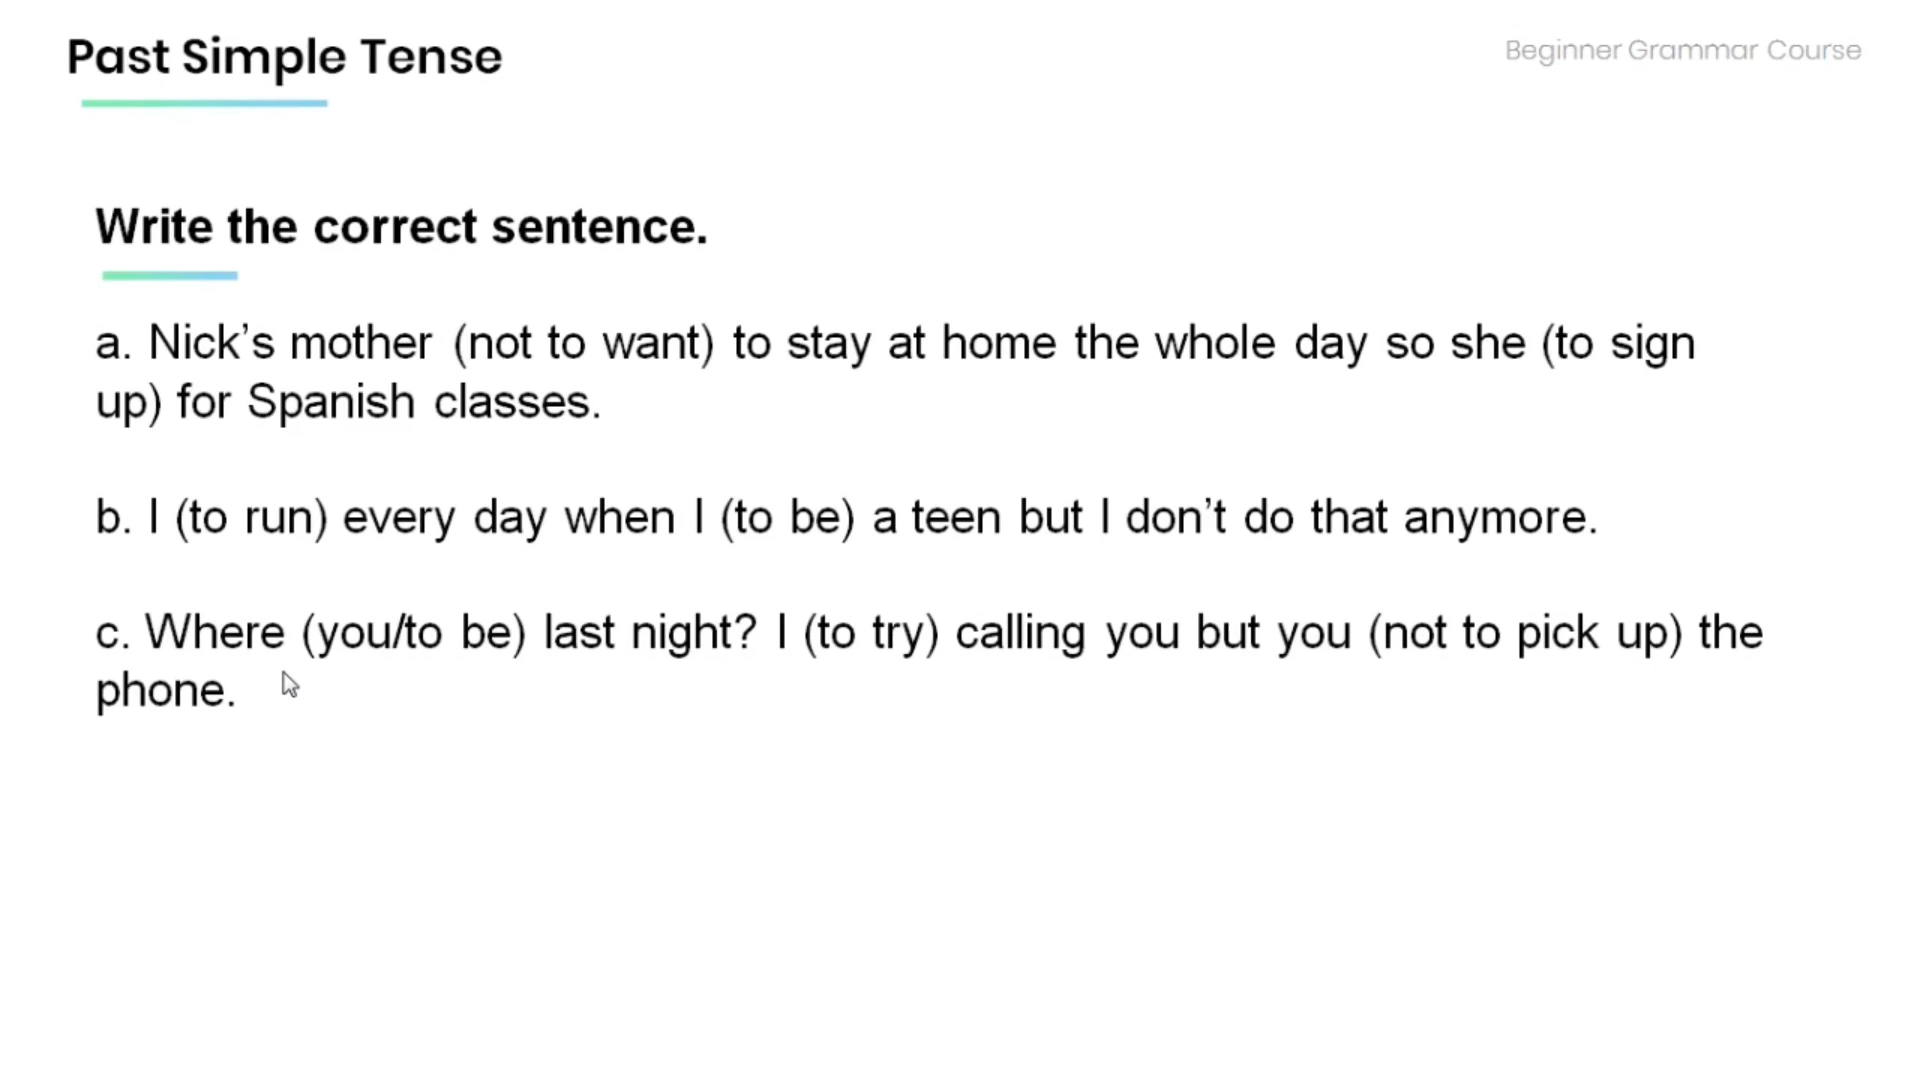 Past Simple Tense
Beginner Grammar Course
Write the correct sentence.
a. Nick’s mother (not to want) to stay at home the whole day so she (to sign
up) for Spanish classes.
b. I (to run) every day when I (to be) a teen but I don’t do that anymore.
c. Where (you/to be) last night? I (to try) calling you but you (not to pick up) the
phone.